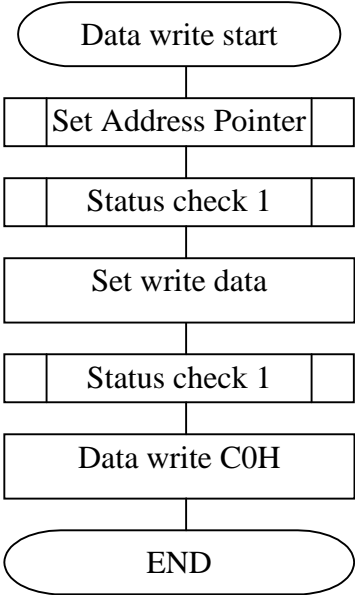 Data write start
Set Address Pointer
Status check 1
Set write data
Status check 1
Data write C0H
END